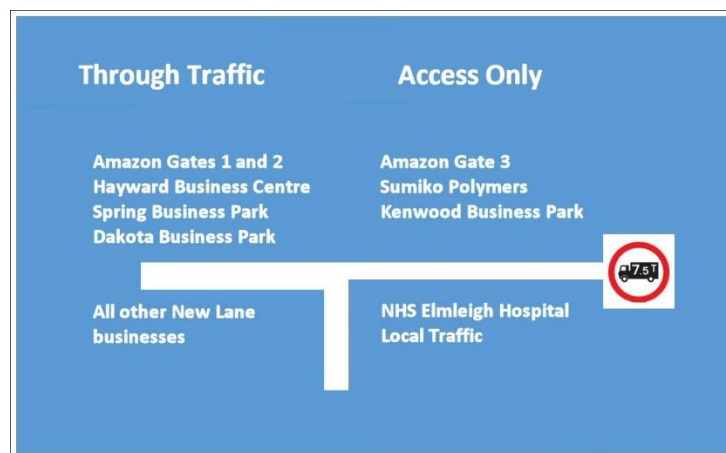 Through Traffic
Access Only
Amazon Gates 1 and 2
Hayward Business Centre
Spring Business Park
Dakota Business Park
Amazon Gate 3
Sumiko Polymers
Kenwood Business Park
7.5T
All other New Lane
businesses
NHS Elmleigh Hospital
Local Traffic